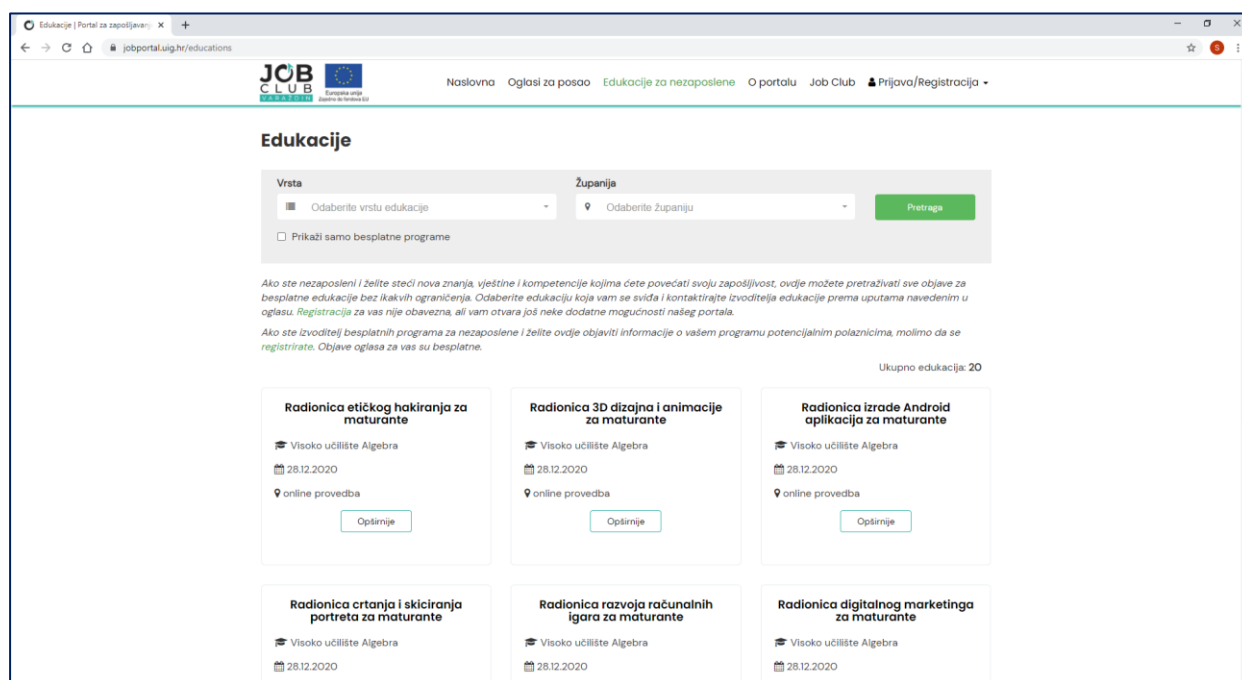 Edukacije | Portal za zapošljavanj
jobportal.uig.hr/educations
S
JOB
CLUB
VARAŽDIN
Europska unija
Zajedno do fondova EU
Naslovna Oglasi za posao Edukacije za nezaposlene O portalu Job Club Prijava/Registracija
Edukacije
Vrsta Županija
Odaberite vrstu edukacije Odaberite županiju Pretraga
Prikaži samo besplatne programe
Ako ste nezaposleni i želite steći nova znanja, vještine i kompetencije kojima ćete povećati svoju zapošljivost, ovdje možete pretraživati sve objave za
besplatne edukacije bez ikakvih ograničenja. Odaberite edukaciju koja vam se sviđa i kontaktirajte izvoditelja edukacije prema uputama navedenim u
oglasu. Registracija za vas nije obavezna, ali vam otvara još neke dodatne mogućnosti našeg portala.
Ako ste izvoditelj besplatnih programa za nezaposlene i želite ovdje objaviti informacije o vašem programu potencijalnim polaznicima, molimo da se
registrirate. Objave oglasa za vas su besplatne.
Ukupno edukacija: 20
Radionica etičkog hakiranja za
maturante
Visoko učilište Algebra
28.12.2020
online provedba
Opširnije
Radionica 3D dizajna i animacije
za maturante
Visoko učilište Algebra
28.12.2020
online provedba
Opširnije
Radionica izrade Android
aplikacija za maturante
Visoko učilište Algebra
28.12.2020
online provedba
Opširnije
Radionica crtanja i skiciranja
portreta za maturante
Visoko učilište Algebra
28.12.2020
Radionica razvoja računalnih
igara za maturante
Visoko učilište Algebra
28.12.2020
Radionica digitalnog marketinga
za maturante
Visoko učilište Algebra
28.12.2020